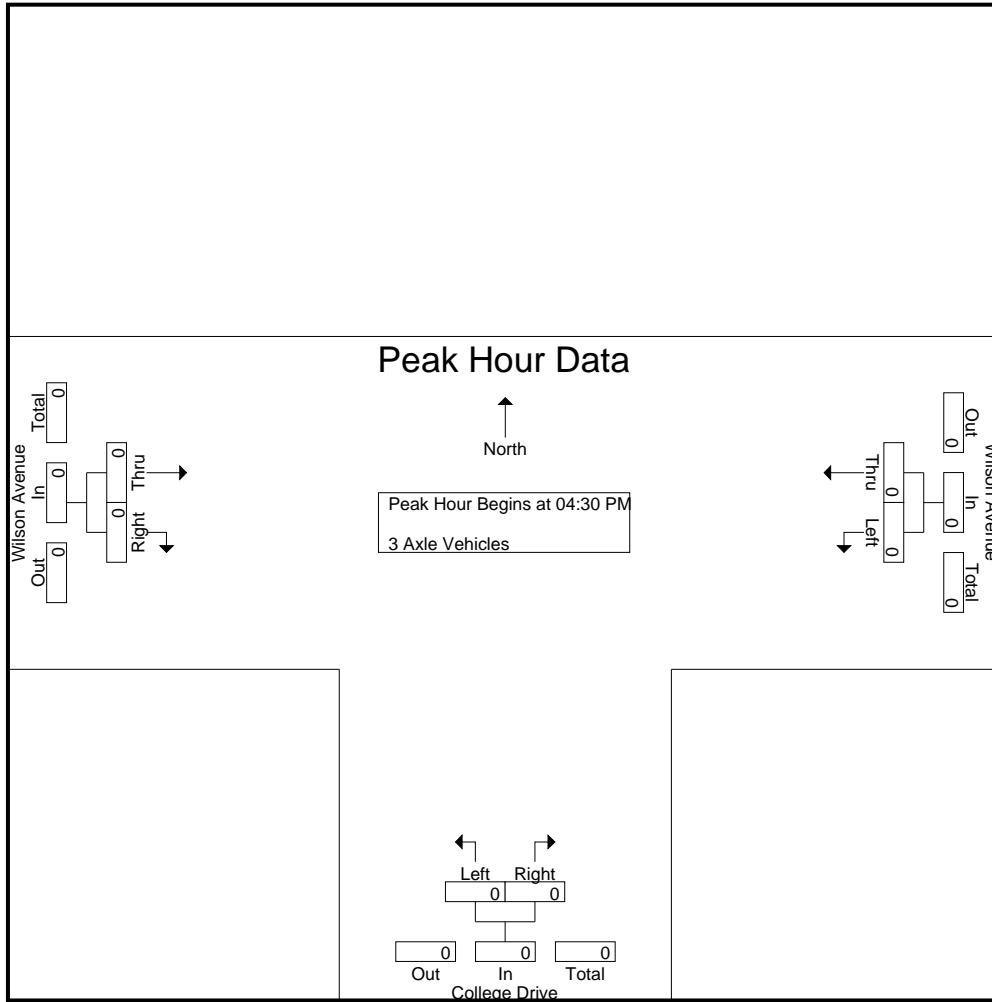 Peak Hour Data
North
Peak Hour Begins at 04:30 PM
3 Axle Vehicles
Wilson Avenue
Total
0
In
0
Out
0
0
Thru
0
Right
Wilson Avenue
Out
0
In
0
Total
0
Thru
0
Left
0
Left
Right
0
0
0
0
0
Out
In
Total
College Drive